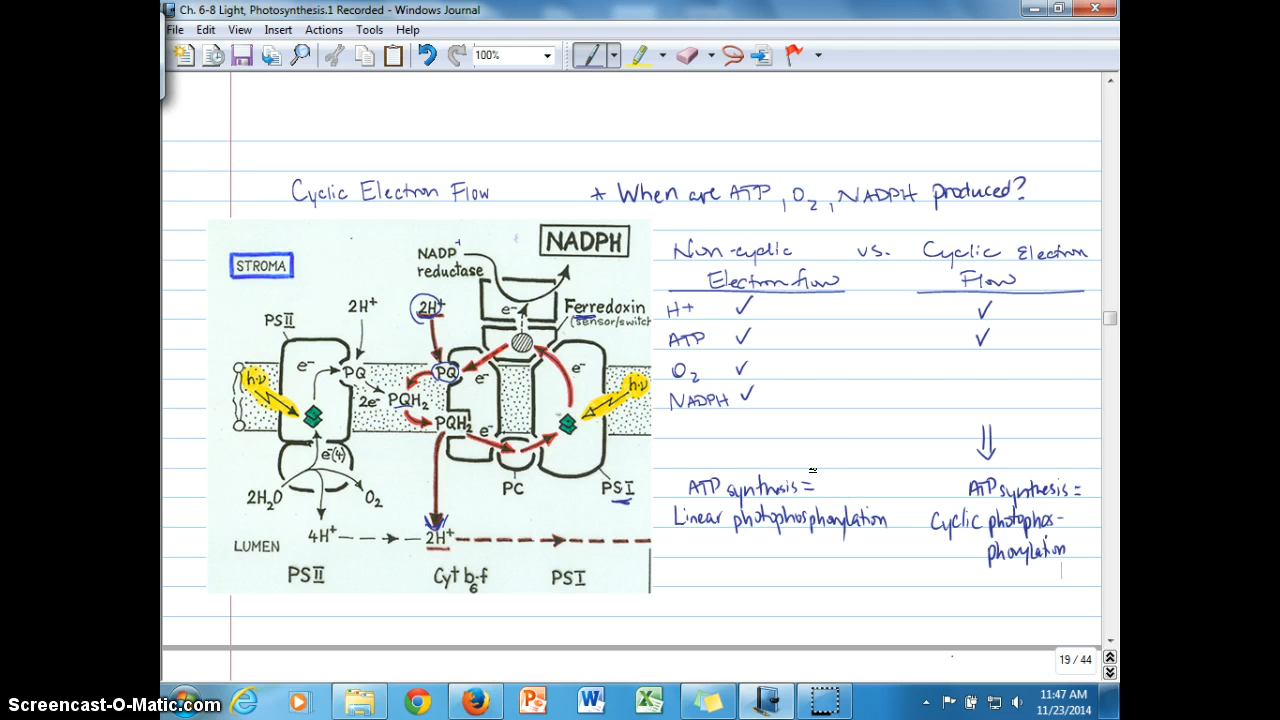 Ch. 6-8 Light, Photosynthesis.1 Recorded - Windows Journal
File Edit View Insert Actions Tools Help
100%
Cyclic Electron Flow
* When are ATP, O2, NADPH produced?
STROMA
NADP+
reductase
NADPH
2H+
2H+
Ferredoxin
(sensor/switch
PSII
e-
e-
PQ
PQ
e-
e-
hν
hν
2e-
PQH2
PQH2
e-
e-(4)
2H2O
O2
PC
PSI
4H+
2H+
LUMEN
PSII
Cyt b6-f
PSI
Non-cyclic vs. Cyclic Electron
Electron flow Flow
H+ ✓ ✓
ATP ✓ ✓
O2 ✓
NADPH ✓
ATP synthesis =
Linear photophosphorylation
ATP synthesis =
Cyclic photophos-
phorylation
19 / 44
Screencast-O-Matic.com
11:47 AM
11/23/2014